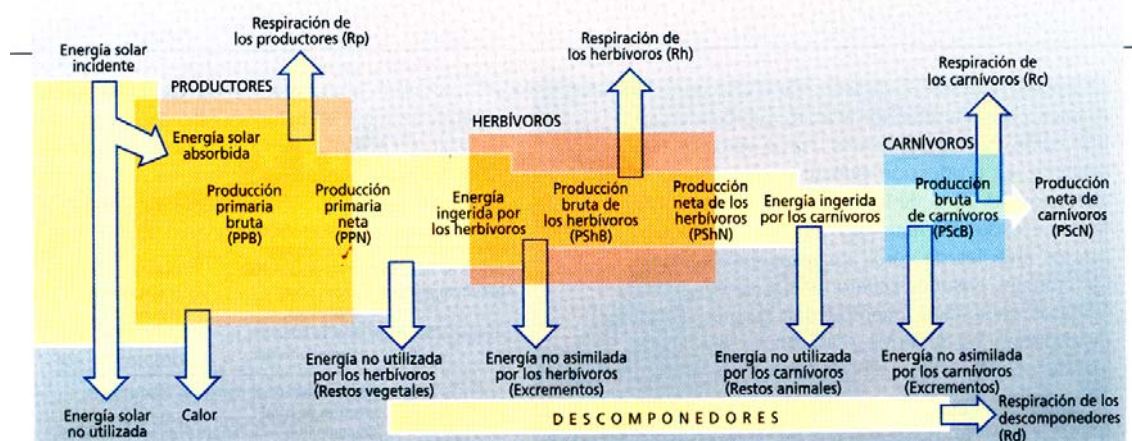 Energía solar
incidente
Respiración de
los productores (Rp)
PRODUCTORES
Energía solar
absorbida
Producción
primaria
bruta
(PPB)
Producción
primaria
neta
(PPN)
Respiración de
los herbívoros (Rh)
HERBÍVOROS
Energía
ingerida por
los herbívoros
Producción
bruta de
los herbívoros
(PShB)
Producción
neta de los
herbívoros
(PShN)
Energía ingerida
por los carnívoros
Respiración de
los carnívoros (Rc)
CARNÍVOROS
Producción
bruta
de carnívoros
(PScB)
Producción
neta de
carnívoros
(PScN)
Energía solar
no utilizada
Calor
Energía no utilizada
por los herbívoros
(Restos vegetales)
Energía no asimilada
por los herbívoros
(Excrementos)
Energía no utilizada
por los carnívoros
(Restos animales)
Energía no asimilada
por los carnívoros
(Excrementos)
DESCOMPONEDORES
Respiración de los
descomponedores
(Rd)